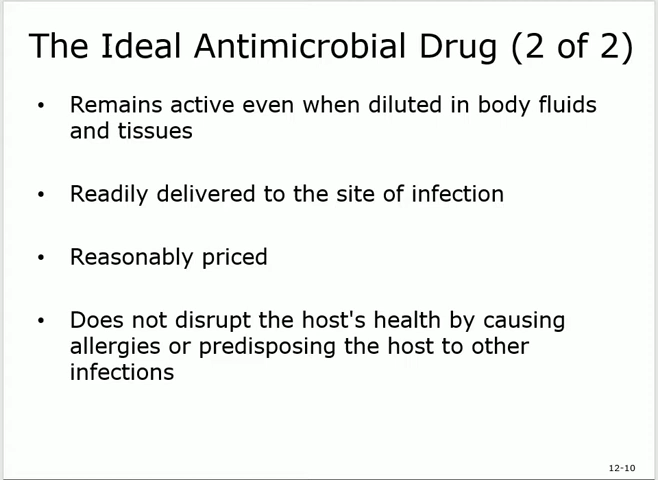 The Ideal Antimicrobial Drug (2 of 2)
• Remains active even when diluted in body fluids
and tissues
• Readily delivered to the site of infection
• Reasonably priced
• Does not disrupt the host's health by causing
allergies or predisposing the host to other
infections
12-10